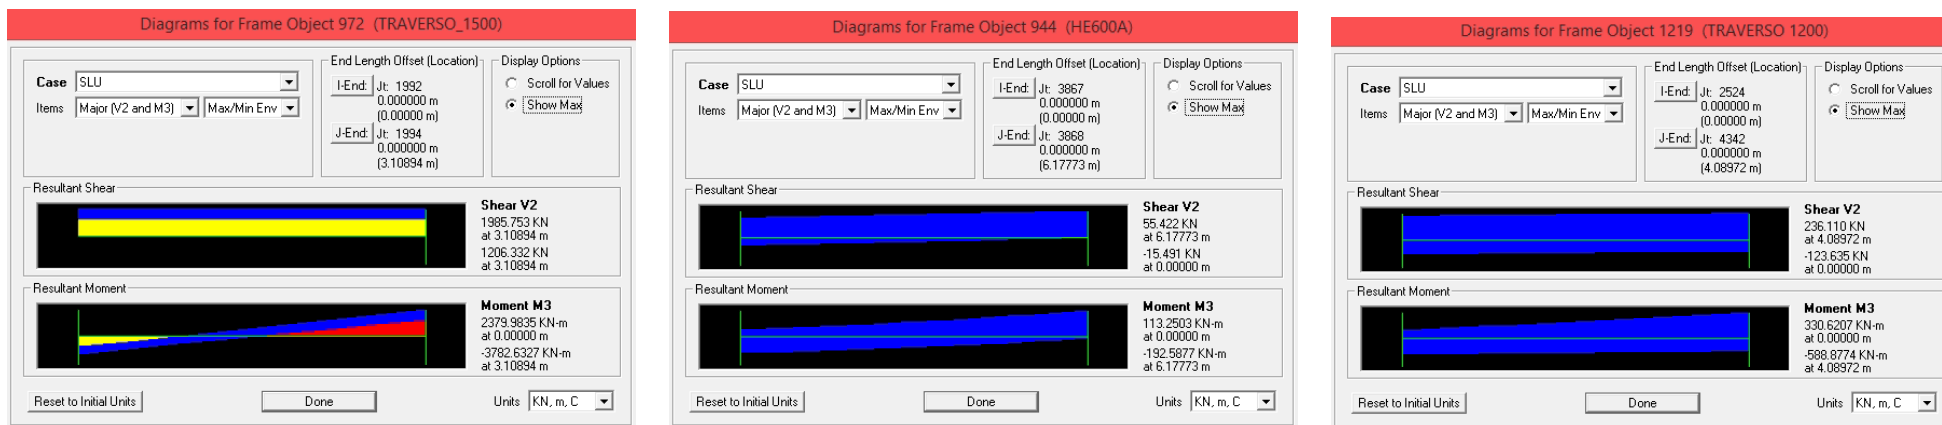 Diagrams for Frame Object 972 (TRAVERSO_1500)
Case SLU
Items Major (V2 and M3) Max/Min Env
End Length Offset (Location)
I-End: Jt: 1992
0.000000 m
(0.00000 m)
J-End: Jt: 1994
0.000000 m
(3.10894 m)
Display Options
Scroll for Values
Show Max
Resultant Shear
Shear V2
1985.753 KN
at 3.10894 m
1206.332 KN
at 3.10894 m
Resultant Moment
Moment M3
2379.9835 KN-m
at 0.00000 m
-3782.6327 KN-m
at 3.10894 m
Reset to Initial Units
Done
Units KN, m, C
Diagrams for Frame Object 944 (HE600A)
Case SLU
Items Major (V2 and M3) Max/Min Env
End Length Offset (Location)
I-End: Jt: 3867
0.000000 m
(0.00000 m)
J-End: Jt: 3868
0.000000 m
(6.17773 m)
Display Options
Scroll for Values
Show Max
Resultant Shear
Shear V2
55.422 KN
at 6.17773 m
-15.491 KN
at 0.00000 m
Resultant Moment
Moment M3
113.2503 KN-m
at 0.00000 m
-192.5877 KN-m
at 6.17773 m
Reset to Initial Units
Done
Units KN, m, C
Diagrams for Frame Object 1219 (TRAVERSO 1200)
Case SLU
Items Major (V2 and M3) Max/Min Env
End Length Offset (Location)
I-End: Jt: 2524
0.000000 m
(0.00000 m)
J-End: Jt: 4342
0.000000 m
(4.08972 m)
Display Options
Scroll for Values
Show Max
Resultant Shear
Shear V2
236.110 KN
at 4.08972 m
-123.635 KN
at 0.00000 m
Resultant Moment
Moment M3
330.6207 KN-m
at 0.00000 m
-588.8774 KN-m
at 4.08972 m
Reset to Initial Units
Done
Units KN, m, C